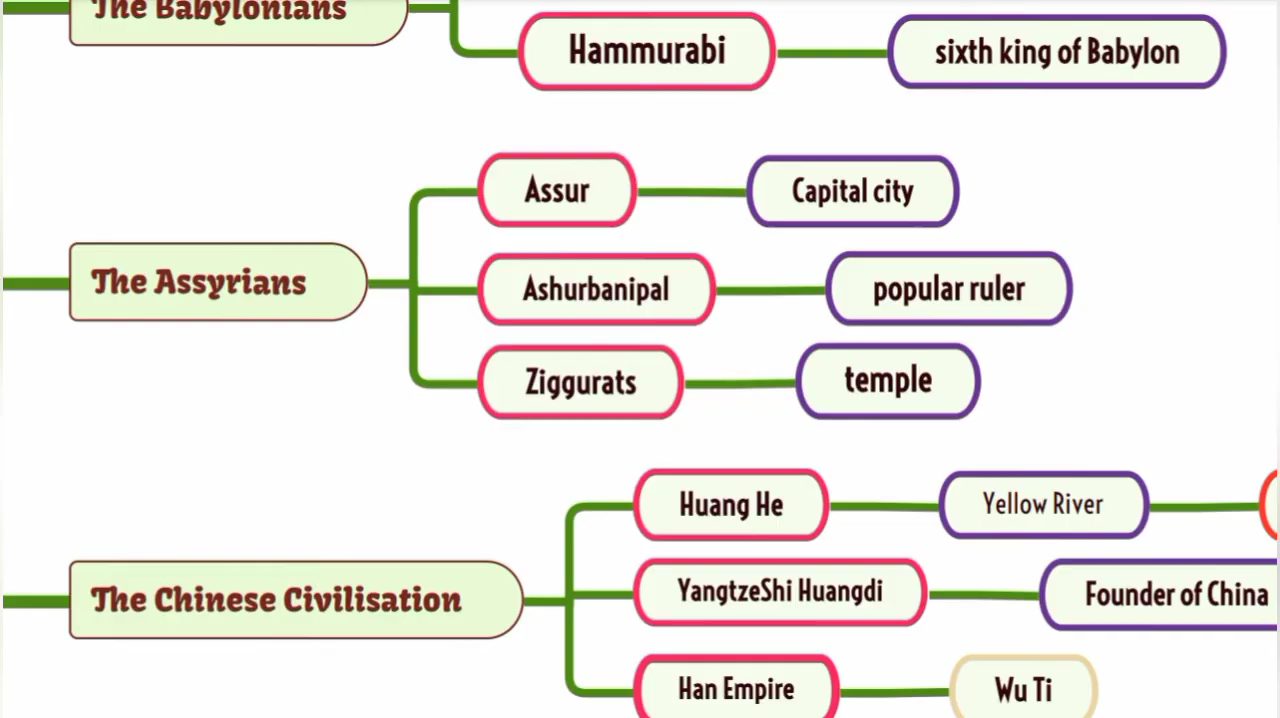 The Babylonians
Hammurabi
sixth king of Babylon
The Assyrians
Assur
Capital city
Ashurbanipal
popular ruler
Ziggurats
temple
The Chinese Civilisation
Huang He
Yellow River
YangtzeShi Huangdi
Founder of China
Han Empire
Wu Ti